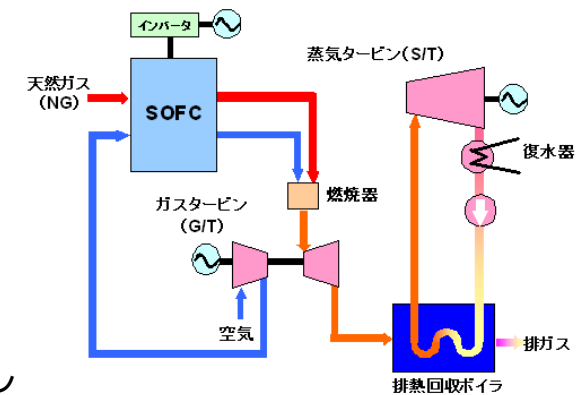 インバータ
蒸気タービン(S/T)
天然ガス
(NG)
SOFC
復水器
燃焼器
ガスタービン
(G/T)
空気
排ガス
排熱回収ボイラ